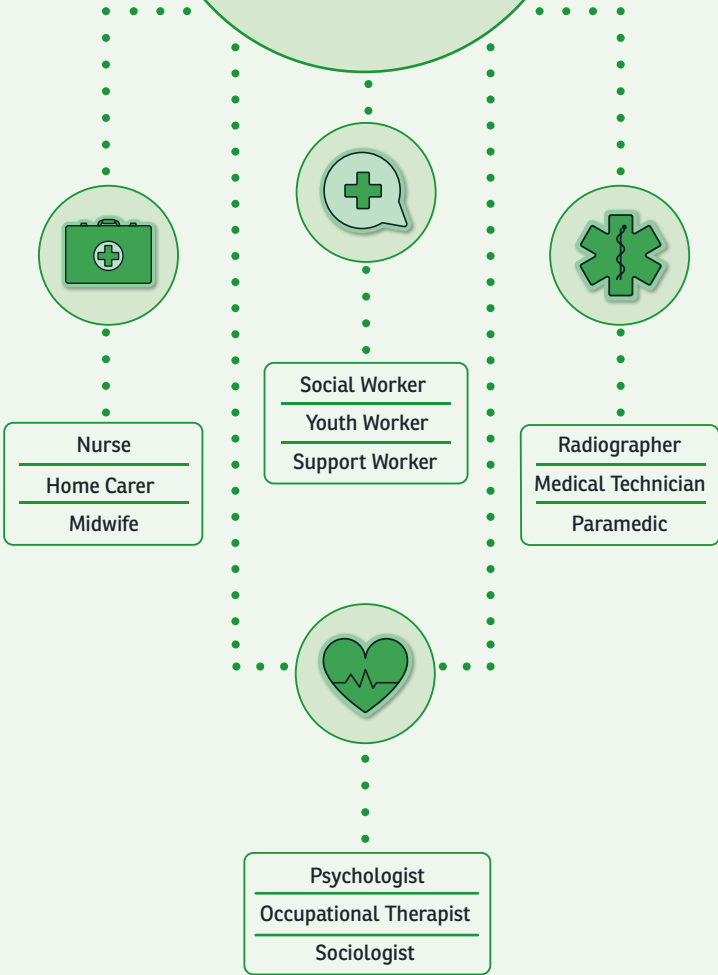 Social Worker
Youth Worker
Support Worker
Nurse
Home Carer
Midwife
Radiographer
Medical Technician
Paramedic
Psychologist
Occupational Therapist
Sociologist